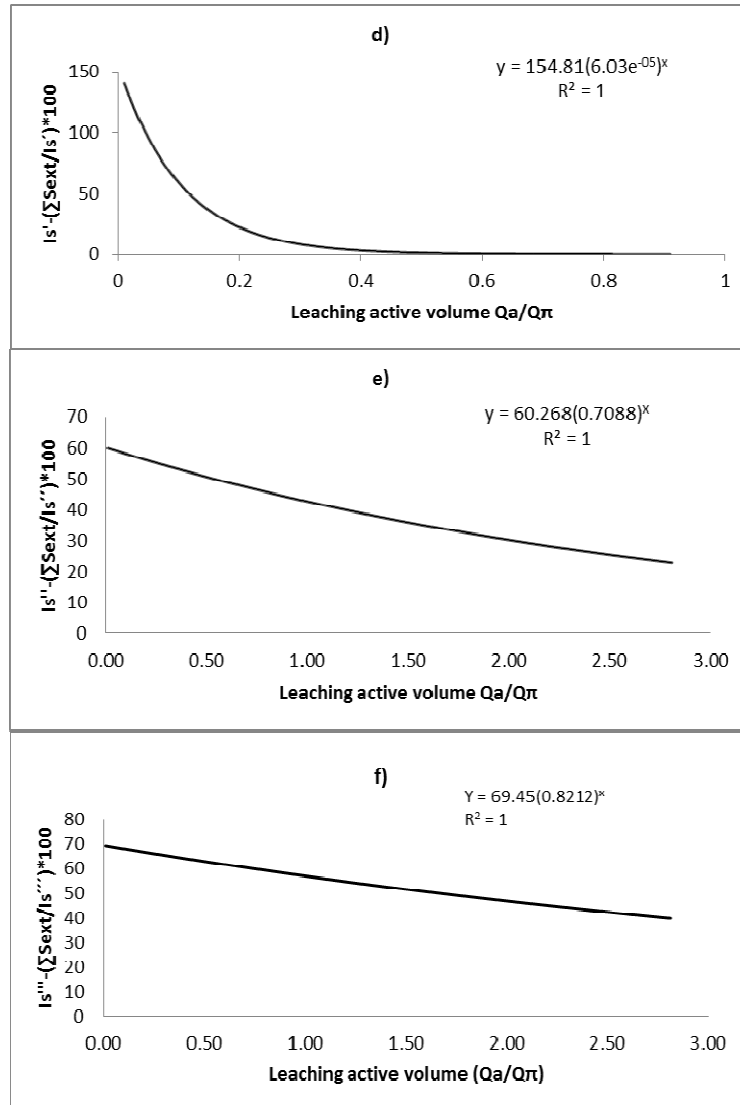 d)
y = 154.81(6.03e⁻⁰⁵)ˣ
R² = 1
Is'-(∑Sext/Is')*100
150
100
50
0
0 0.2 0.4 0.6 0.8 1
Leaching active volume Qa/Qπ
e)
y = 60.268(0.7088)ˣ
R² = 1
Is''-(∑Sext/Is'')*100
70
60
50
40
30
20
10
0
0.00 0.50 1.00 1.50 2.00 2.50 3.00
Leaching active volume Qa/Qπ
f)
Y = 69.45(0.8212)ˣ
R² = 1
Is'''-(∑Sext/Is''')*100
80
70
60
50
40
30
20
10
0
0.00 0.50 1.00 1.50 2.00 2.50 3.00
Leaching active volume (Qa/Qπ)